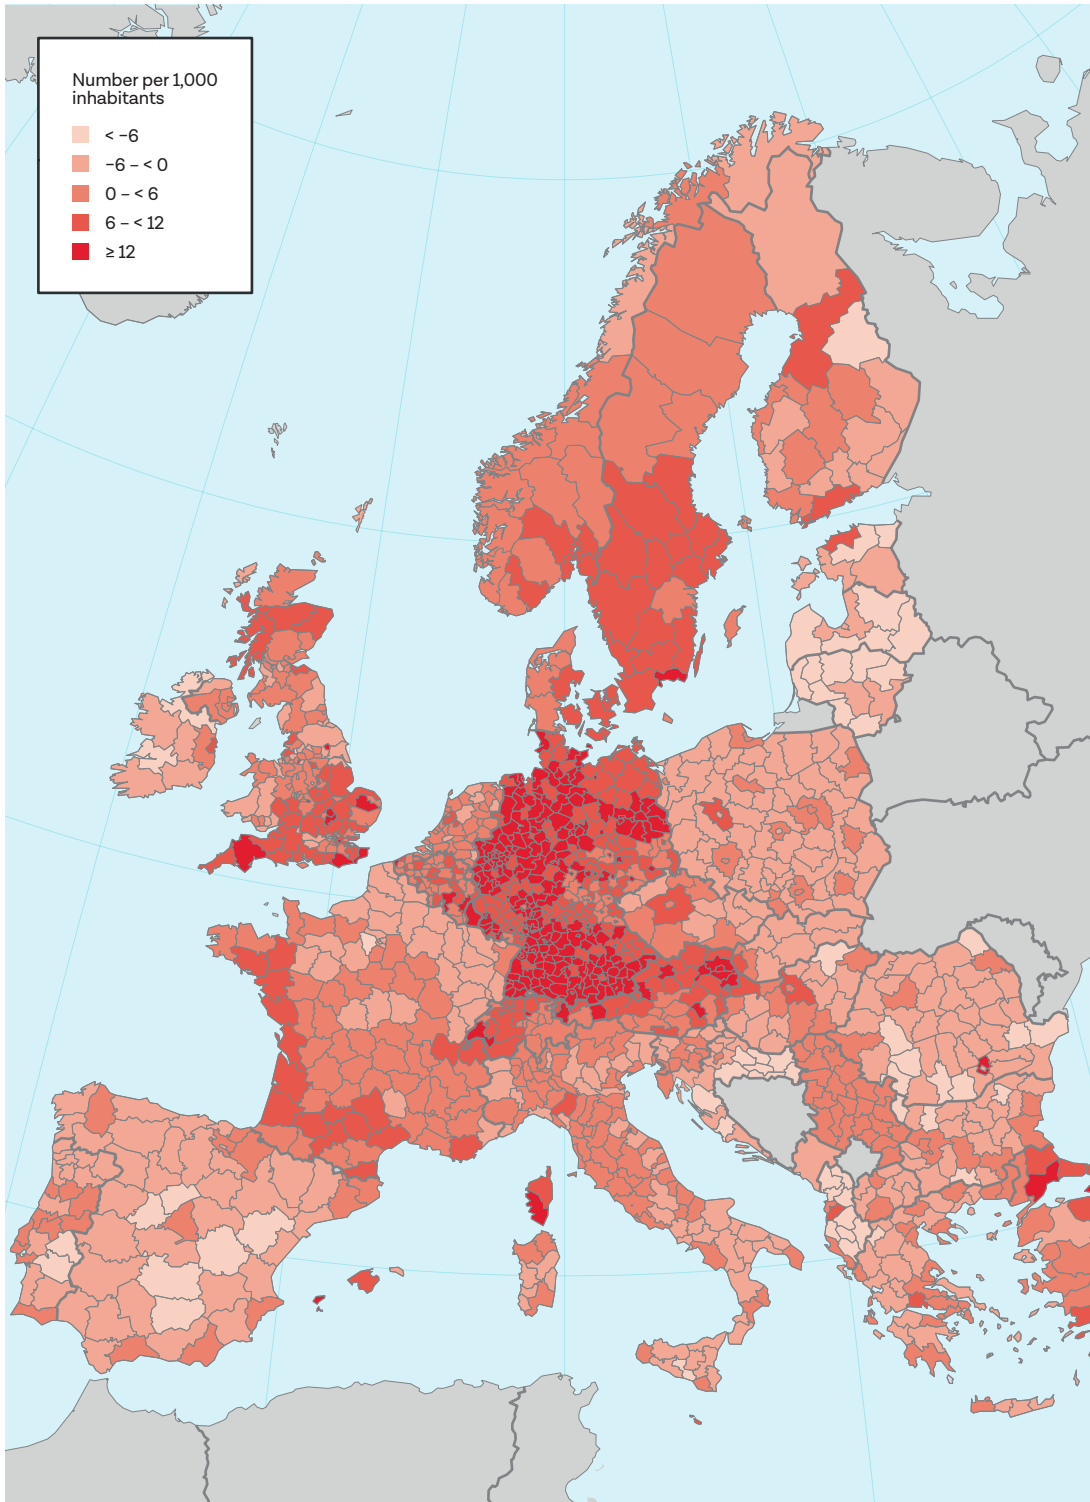 Number per 1,000
inhabitants
< −6
−6 – < 0
0 – < 6
6 – < 12
≥ 12